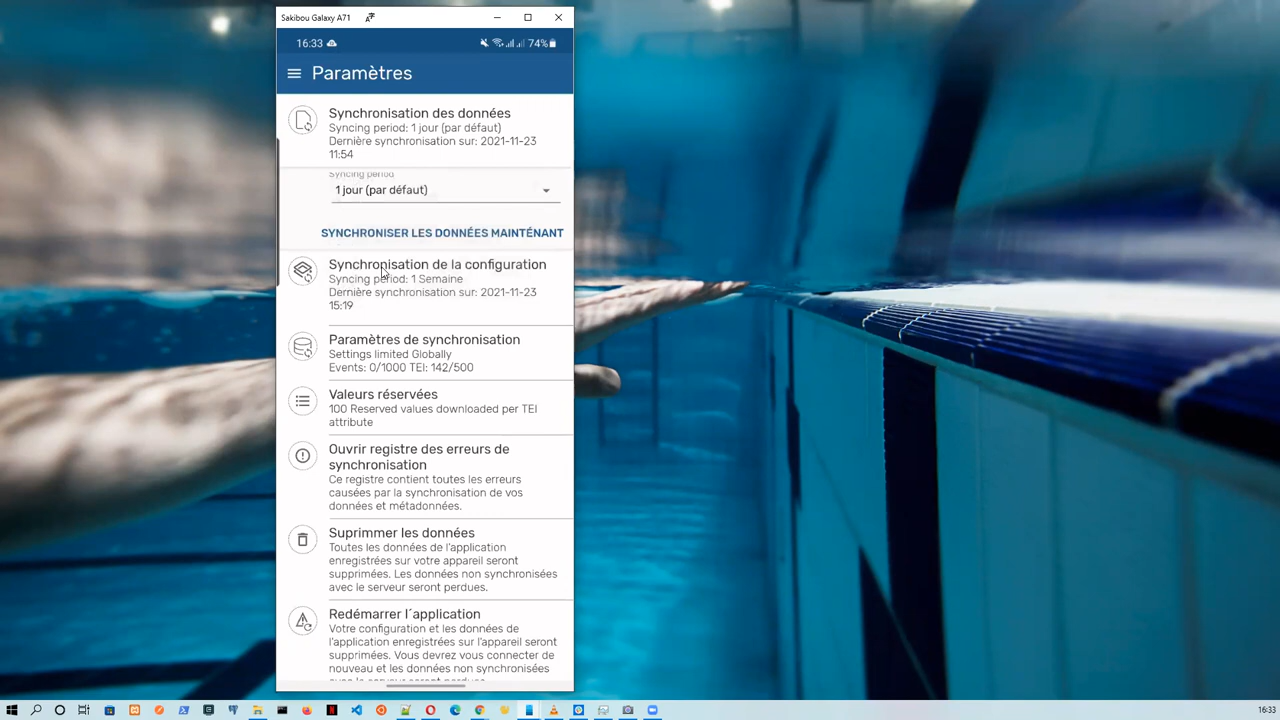 Sakibou Galaxy A71
16:33
74%
Paramètres
Synchronisation des données
Syncing period: 1 jour (par défaut)
Dernière synchronisation sur: 2021-11-23
11:54
Syncing period
1 jour (par défaut)
SYNCHRONISER LES DONNÉES MAINTÉNANT
Synchronisation de la configuration
Syncing period: 1 Semaine
Dernière synchronisation sur: 2021-11-23
15:19
Paramètres de synchronisation
Settings limited Globally
Events: 0/1000 TEI: 142/500
Valeurs réservées
100 Reserved values downloaded per TEI
attribute
Ouvrir registre des erreurs de
synchronisation
Ce registre contient toutes les erreurs
causées par la synchronisation de vos
données et métadonnées.
Suprimmer les données
Toutes les données de l'application
enregistrées sur votre appareil seront
supprimées. Les données non synchronisées
avec le serveur seront perdues.
Redémarrer l´application
Votre configuration et les données de
l'application enregistrées sur l'appareil seront
supprimées. Vous devrez vous connecter de
nouveau et les données non synchronisées
avec le serveur seront perdues.
16:33